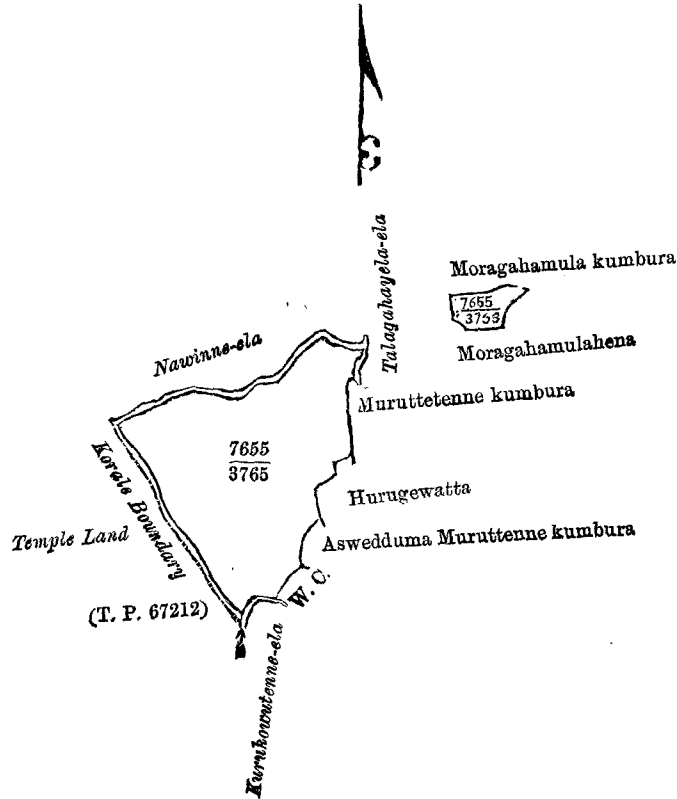 Talagahayela-ela
Moragahamula kumbura
7655
3763
Moragahamulahena
Nawinne-ela
Muruttetenne kumbura
7655
3765
Korale Boundary
Hurugewatta
Temple Land
Aswedduma Muruttenne kumbura
W. C.
(T. P. 67212)
Kurukowutenne-ela